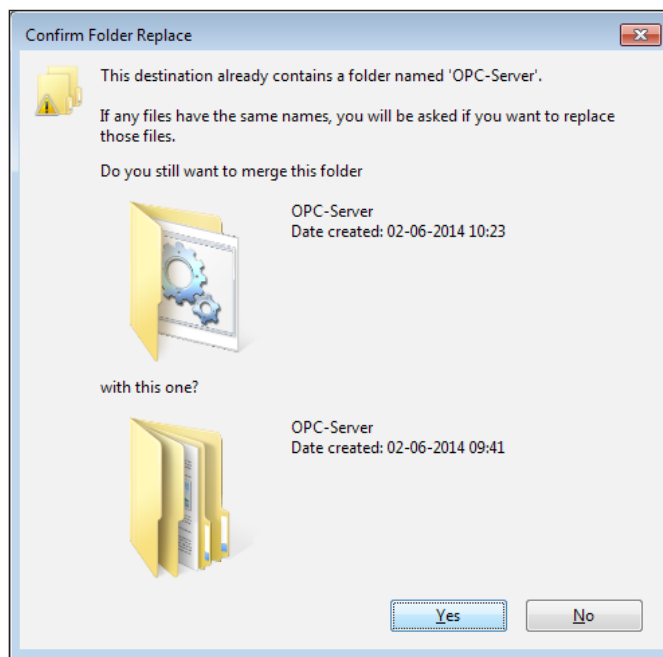 Confirm Folder Replace
This destination already contains a folder named 'OPC-Server'.
If any files have the same names, you will be asked if you want to replace
those files.
Do you still want to merge this folder
OPC-Server
Date created: 02-06-2014 10:23
with this one?
OPC-Server
Date created: 02-06-2014 09:41
Yes
No